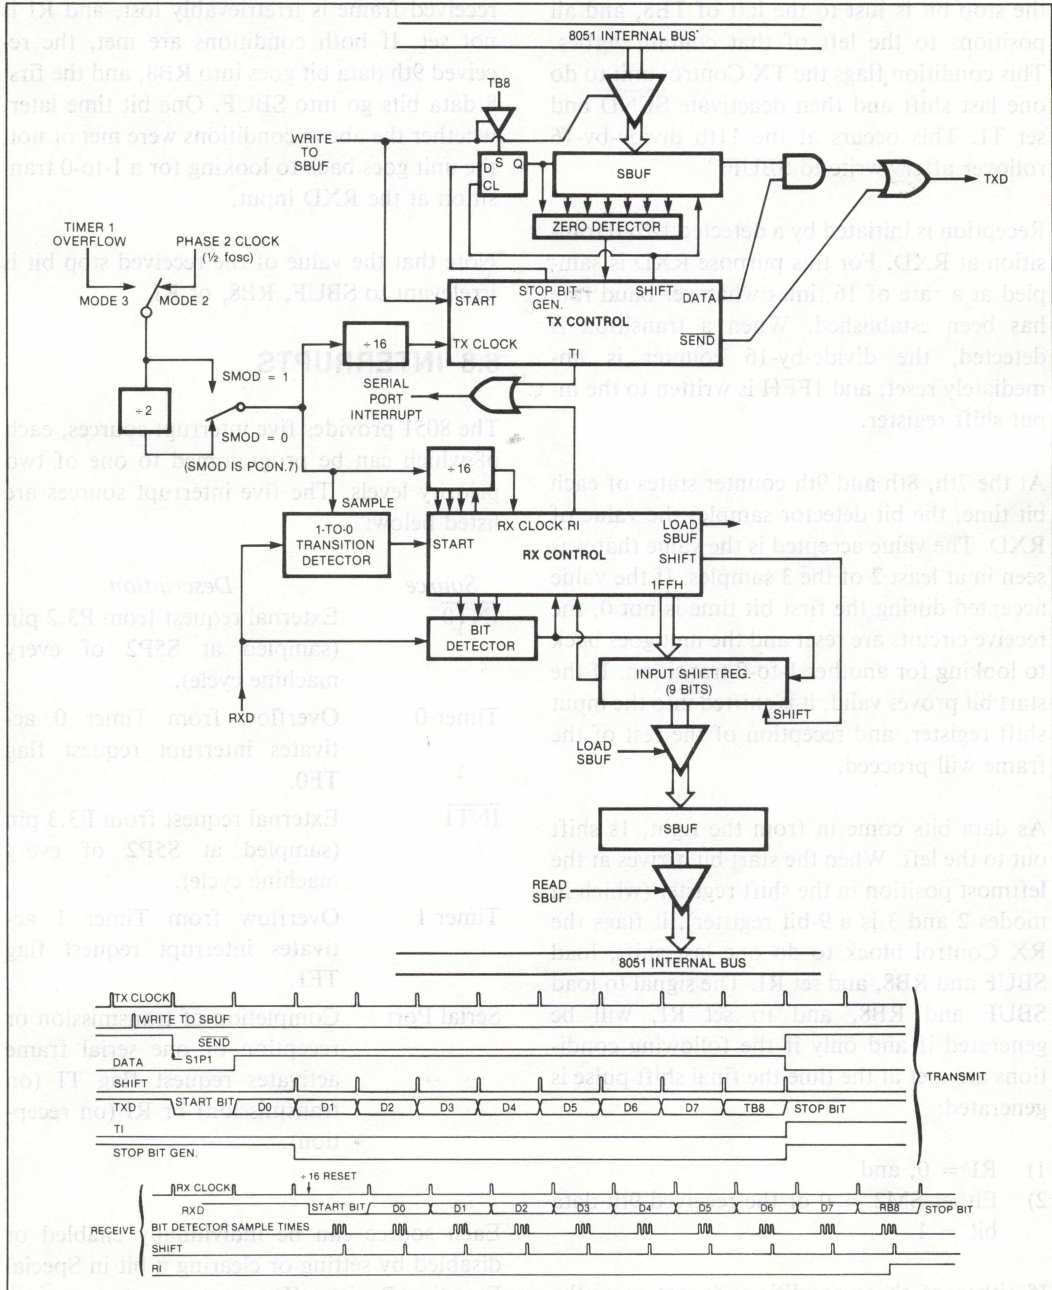 8051 INTERNAL BUS
TB8
WRITE
TO
SBUF
D S Q
CL
SBUF
TXD
ZERO DETECTOR
TIMER 1
OVERFLOW
PHASE 2 CLOCK
(½ fosc)
MODE 3
MODE 2
START
STOP BIT
GEN.
SHIFT
DATA
TX CONTROL
TX CLOCK
SEND
TI
÷16
SMOD = 1
SERIAL
PORT
INTERRUPT
÷2
SMOD = 0
(SMOD IS PCON.7)
÷16
SAMPLE
1-TO-0
TRANSITION
DETECTOR
START
RX CLOCK RI
LOAD
SBUF
RX CONTROL
SHIFT
1FFH
BIT
DETECTOR
INPUT SHIFT REG.
(9 BITS)
SHIFT
RXD
LOAD
SBUF
SBUF
READ
SBUF
8051 INTERNAL BUS
TX CLOCK
WRITE TO SBUF
SEND
DATA
S1P1
SHIFT
TRANSMIT
TXD START BIT D0 D1 D2 D3 D4 D5 D6 D7 TB8 STOP BIT
TI
STOP BIT GEN.
÷16 RESET
RX CLOCK
RXD START BIT D0 D1 D2 D3 D4 D5 D6 D7 RB8 STOP BIT
RECEIVE
BIT DETECTOR SAMPLE TIMES
SHIFT
RI